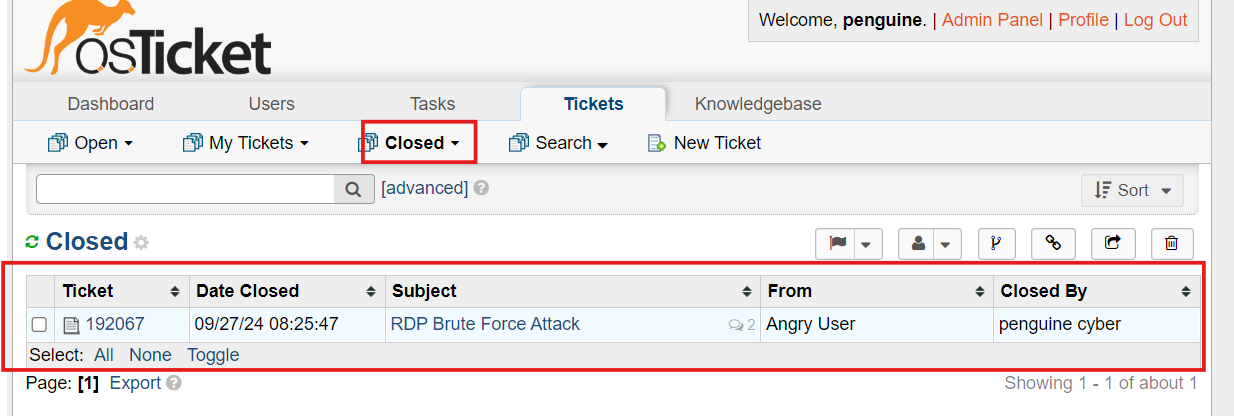 osTicket
Welcome, penguine. | Admin Panel | Profile | Log Out
Dashboard Users Tasks Tickets Knowledgebase
Open My Tickets Closed Search New Ticket
[advanced] ? Sort
Closed
Ticket Date Closed Subject From Closed By
192067 09/27/24 08:25:47 RDP Brute Force Attack 2 Angry User penguine cyber
Select: All None Toggle
Page: [1] Export ? Showing 1 - 1 of about 1